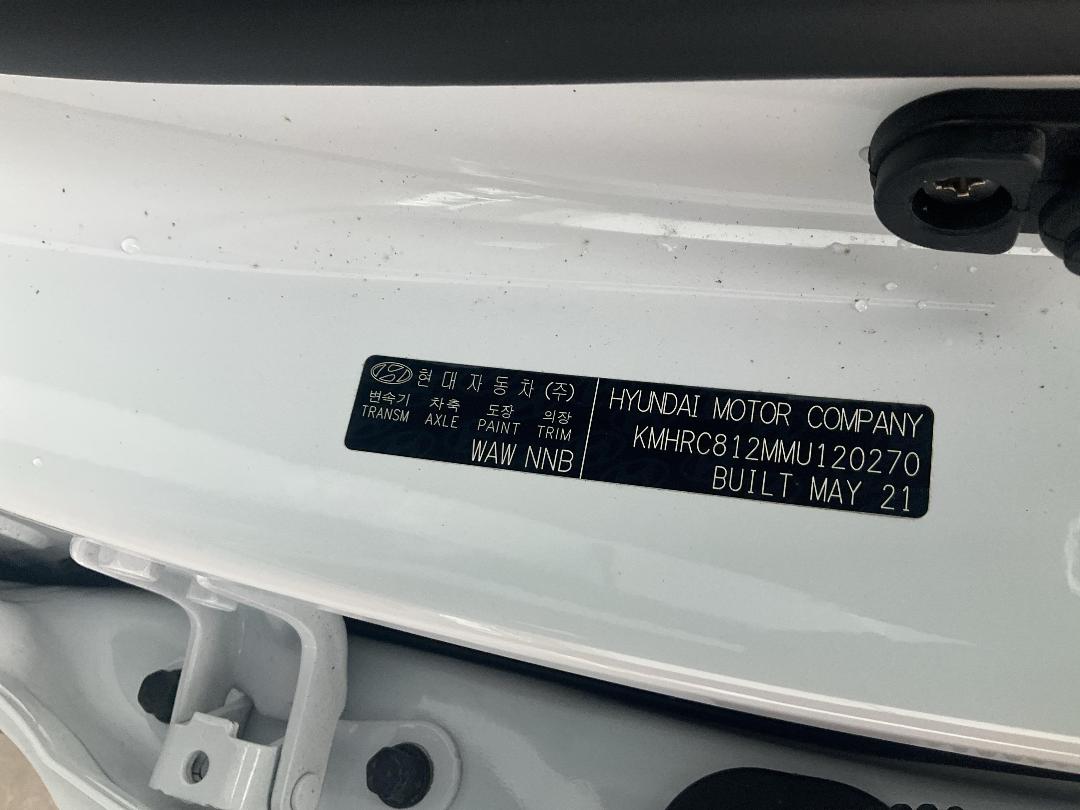 현대자동차(주)
변속기 차축 도장 의장
TRANSM AXLE PAINT TRIM
WAW NNB
HYUNDAI MOTOR COMPANY
KMHRC812MMU120270
BUILT MAY 21